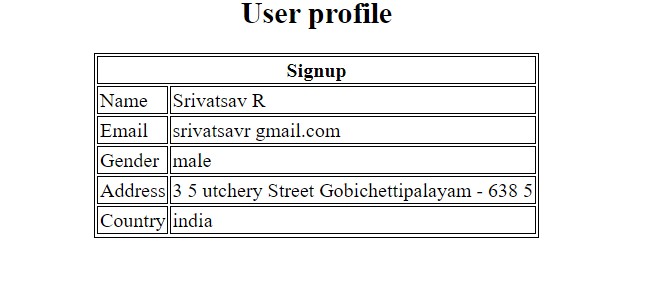 User profile
Signup
Name Srivatsav R
Email srivatsavr gmail.com
Gender male
Address 3 5 utchery Street Gobichettipalayam - 638 5
Country india